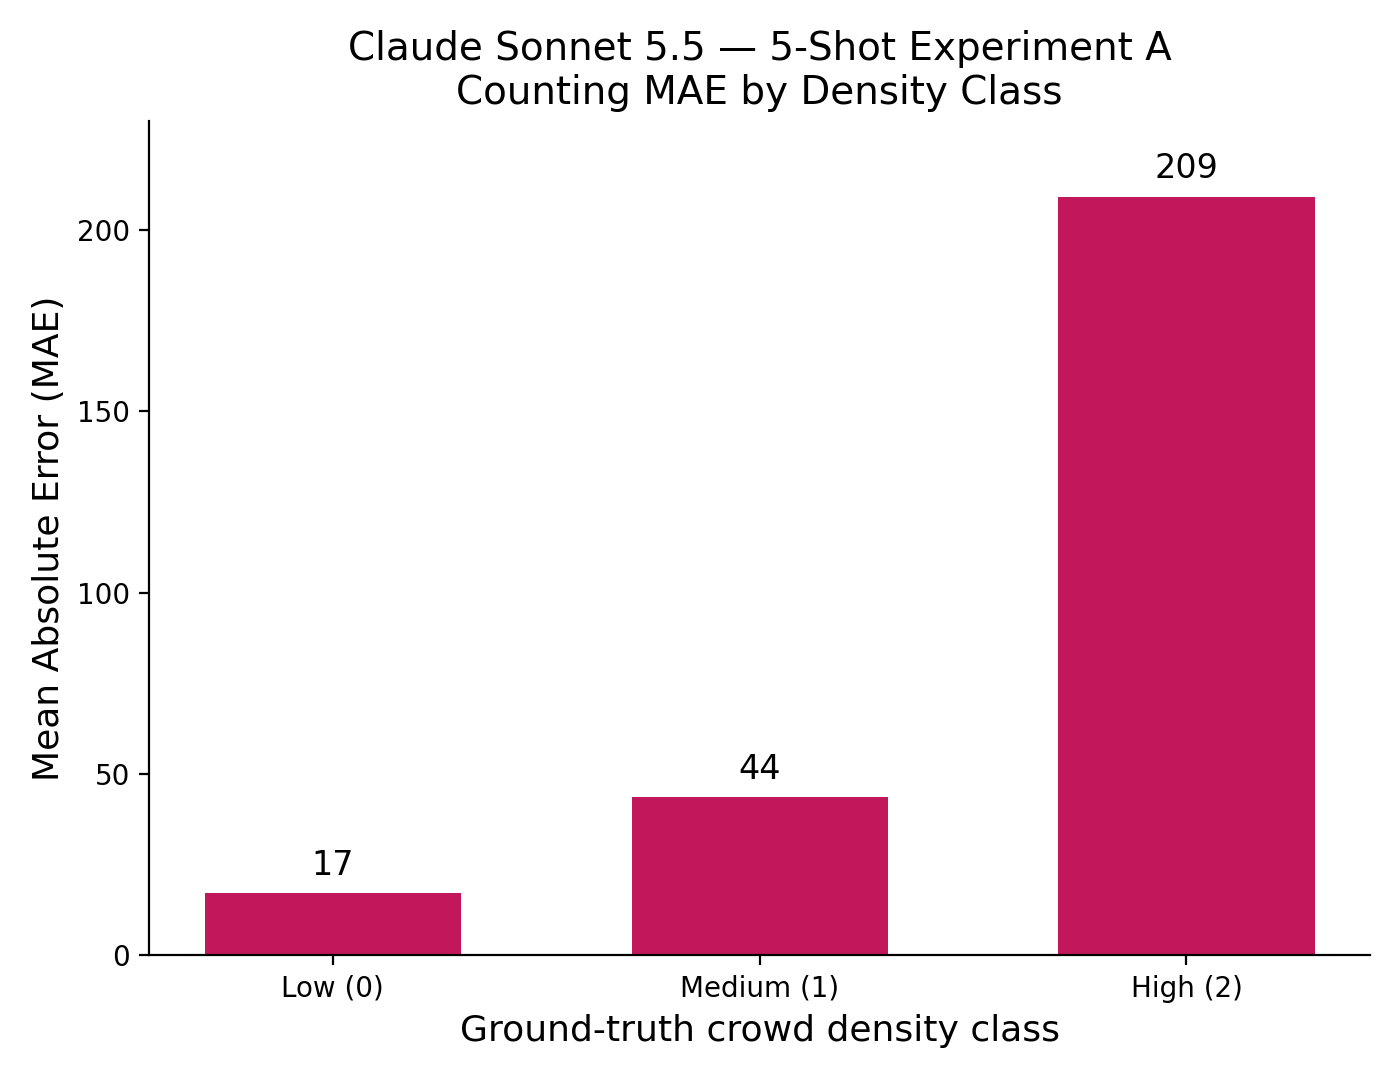 Claude Sonnet 5.5 — 5-Shot Experiment A
Counting MAE by Density Class
Mean Absolute Error (MAE)
200
150
100
50
0
17
44
209
Low (0)
Medium (1)
High (2)
Ground-truth crowd density class